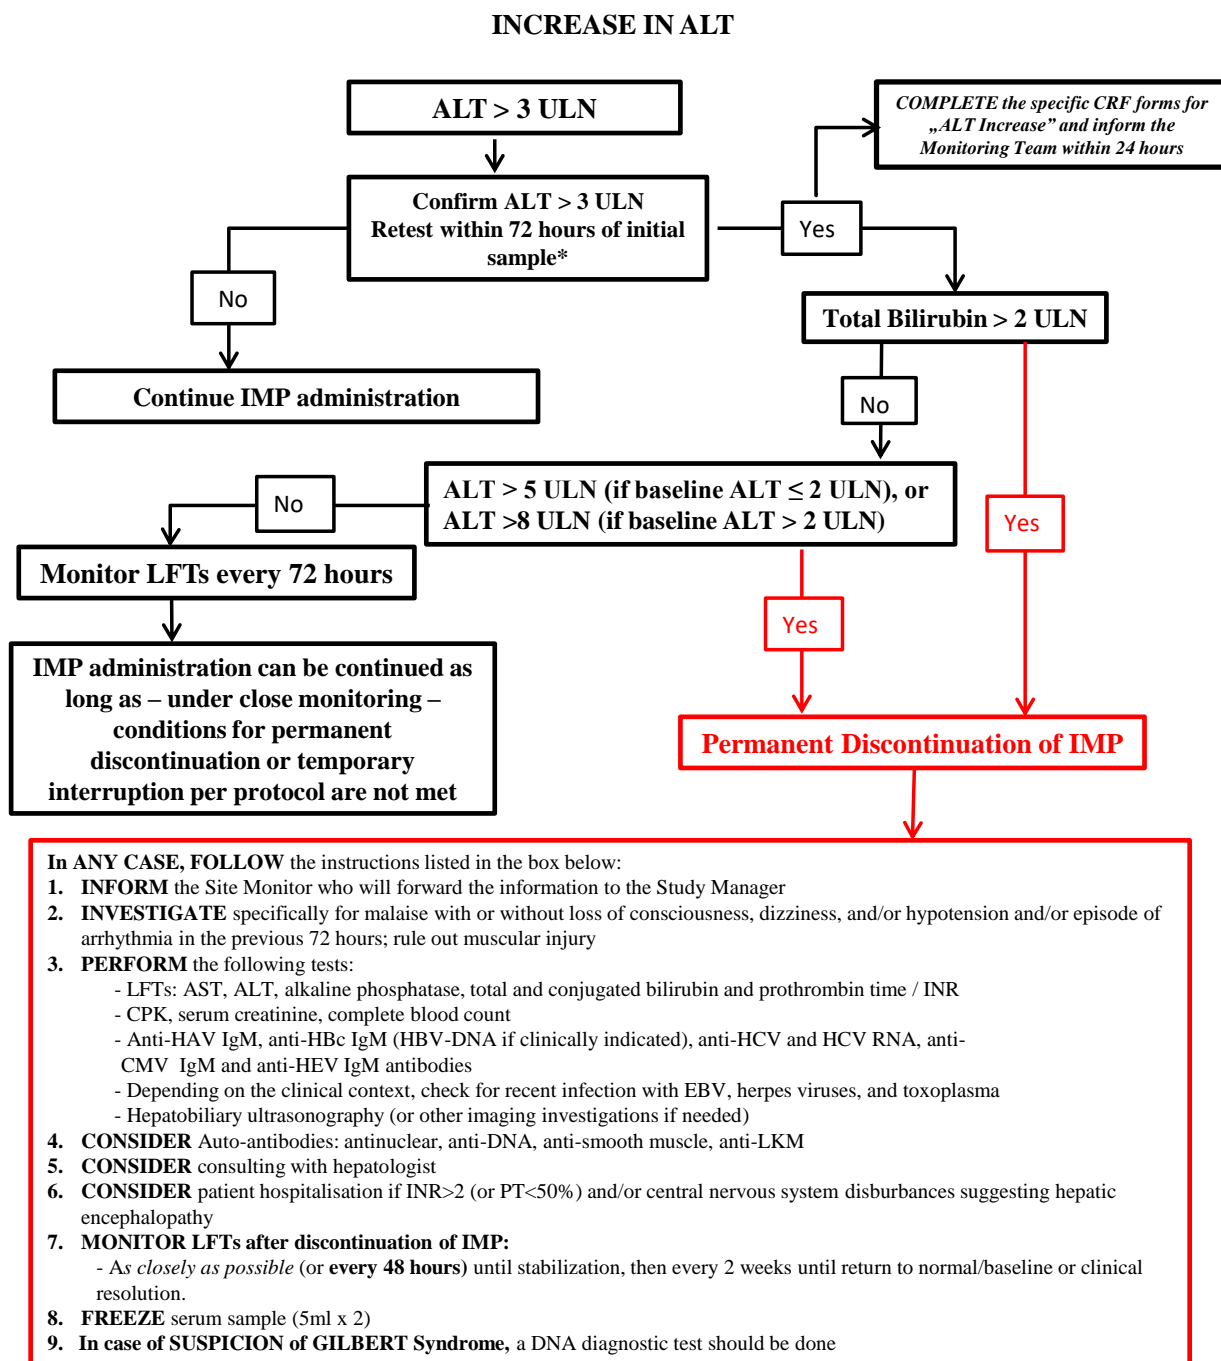 INCREASE IN ALT
ALT > 3 ULN
COMPLETE the specific CRF forms for
„ALT Increase” and inform the
Monitoring Team within 24 hours
Confirm ALT > 3 ULN
Retest within 72 hours of initial
sample*
Yes
No
Total Bilirubin > 2 ULN
Continue IMP administration
No
ALT > 5 ULN (if baseline ALT ≤ 2 ULN), or
ALT >8 ULN (if baseline ALT > 2 ULN)
No
Yes
Monitor LFTs every 72 hours
Yes
IMP administration can be continued as
long as – under close monitoring –
conditions for permanent
discontinuation or temporary
interruption per protocol are not met
Permanent Discontinuation of IMP
In ANY CASE, FOLLOW the instructions listed in the box below:
1. INFORM the Site Monitor who will forward the information to the Study Manager
2. INVESTIGATE specifically for malaise with or without loss of consciousness, dizziness, and/or hypotension and/or episode of
arrhythmia in the previous 72 hours; rule out muscular injury
3. PERFORM the following tests:
- LFTs: AST, ALT, alkaline phosphatase, total and conjugated bilirubin and prothrombin time / INR
- CPK, serum creatinine, complete blood count
- Anti-HAV IgM, anti-HBc IgM (HBV-DNA if clinically indicated), anti-HCV and HCV RNA, anti-
CMV IgM and anti-HEV IgM antibodies
- Depending on the clinical context, check for recent infection with EBV, herpes viruses, and toxoplasma
- Hepatobiliary ultrasonography (or other imaging investigations if needed)
4. CONSIDER Auto-antibodies: antinuclear, anti-DNA, anti-smooth muscle, anti-LKM
5. CONSIDER consulting with hepatologist
6. CONSIDER patient hospitalisation if INR>2 (or PT<50%) and/or central nervous system disburbances suggesting hepatic
encephalopathy
7. MONITOR LFTs after discontinuation of IMP:
- As closely as possible (or every 48 hours) until stabilization, then every 2 weeks until return to normal/baseline or clinical
resolution.
8. FREEZE serum sample (5ml x 2)
9. In case of SUSPICION of GILBERT Syndrome, a DNA diagnostic test should be done